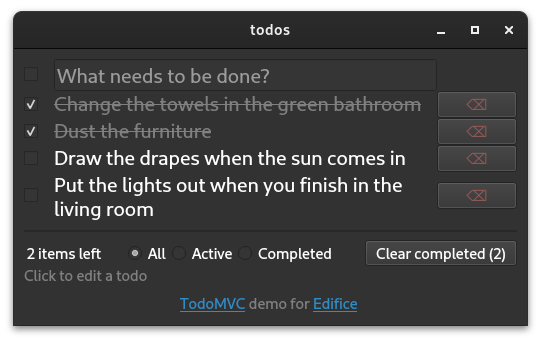 todos
What needs to be done?
Change the towels in the green bathroom
Dust the furniture
Draw the drapes when the sun comes in
Put the lights out when you finish in the
living room
2 items left All Active Completed Clear completed (2)
Click to edit a todo
TodoMVC demo for Edifice